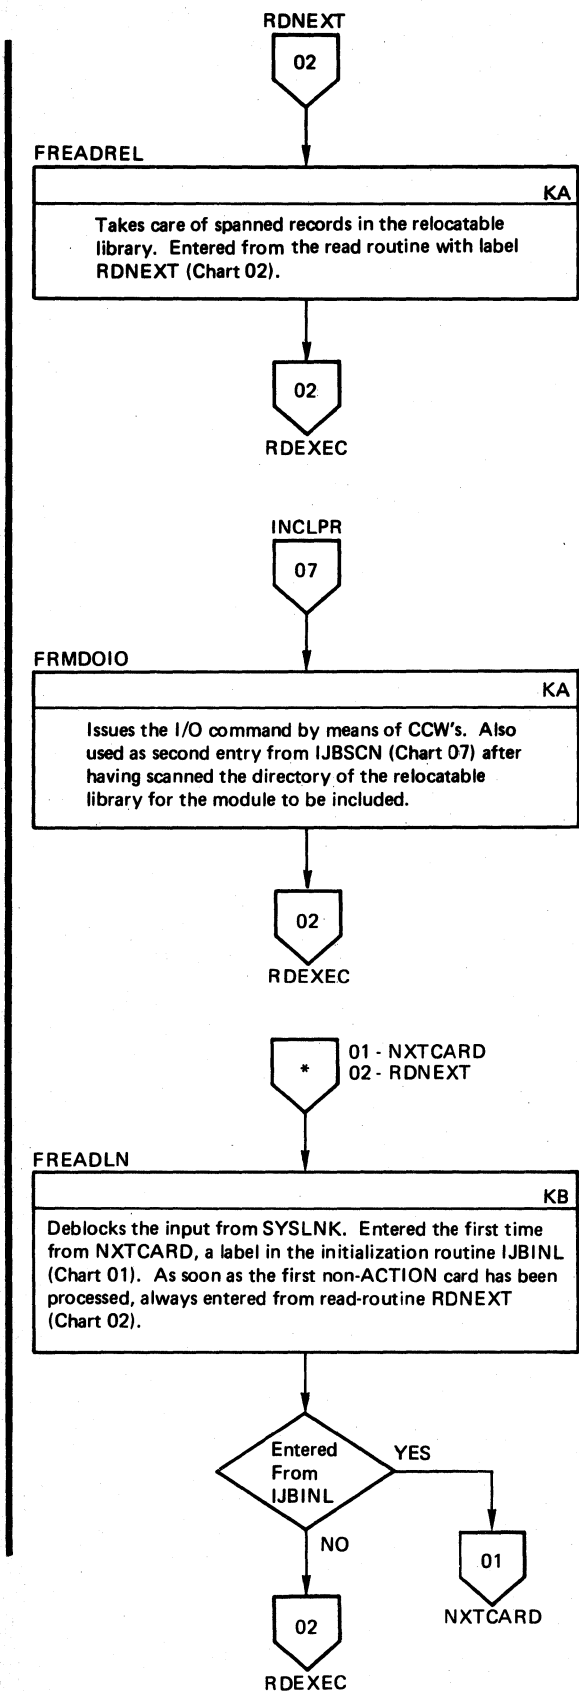 RDNEXT
02
FREADREL
KA
Takes care of spanned records in the relocatable
library. Entered from the read routine with label
RDNEXT (Chart 02).
02
RDEXEC
INCLPR
07
FRMDOIO
KA
Issues the I/O command by means of CCW's. Also
used as second entry from IJBSCN (Chart 07) after
having scanned the directory of the relocatable
library for the module to be included.
02
RDEXEC
*
01 - NXTCARD
02 - RDNEXT
FREADLN
KB
Deblocks the input from SYSLNK. Entered the first time
from NXTCARD, a label in the initialization routine IJBINL
(Chart 01). As soon as the first non-ACTION card has been
processed, always entered from read-routine RDNEXT
(Chart 02).
Entered
From
IJBINL
YES
NO
01
NXTCARD
02
RDEXEC